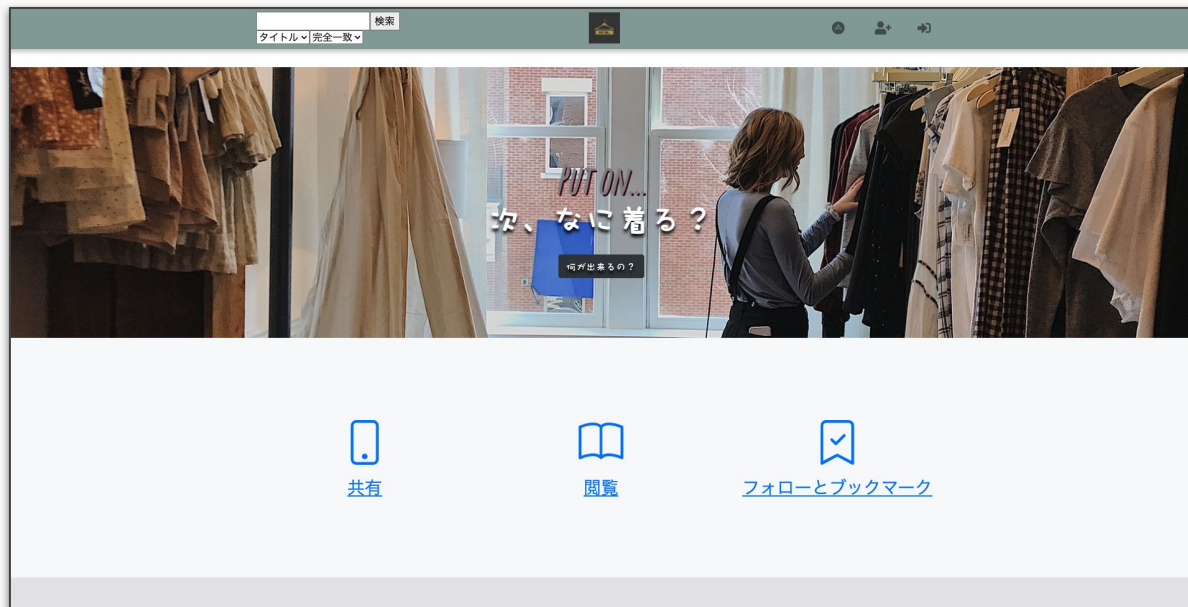 検索
タイトル 完全一致
PUT ON...
次、なに着る？
何が出来るの？
共有
閲覧
フォローとブックマーク